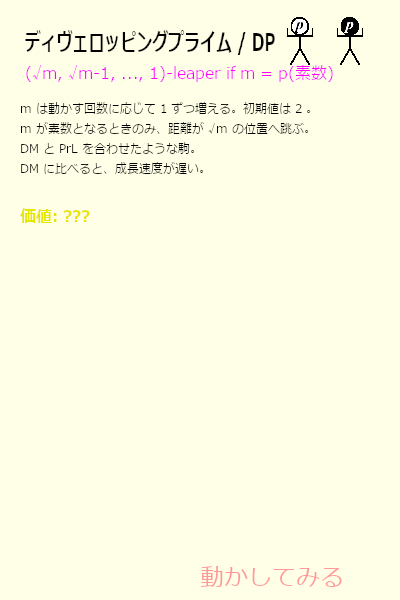 ディヴェロッピングプライム / DP
p p
(√m, √m-1, ..., 1)-leaper if m = p(素数)
m は動かす回数に応じて 1 ずつ増える。初期値は 2 。
m が素数となるときのみ、距離が √m の位置へ跳ぶ。
DM と PrL を合わせたような駒。
DM に比べると、成長速度が遅い。
価値: ???
動かしてみる